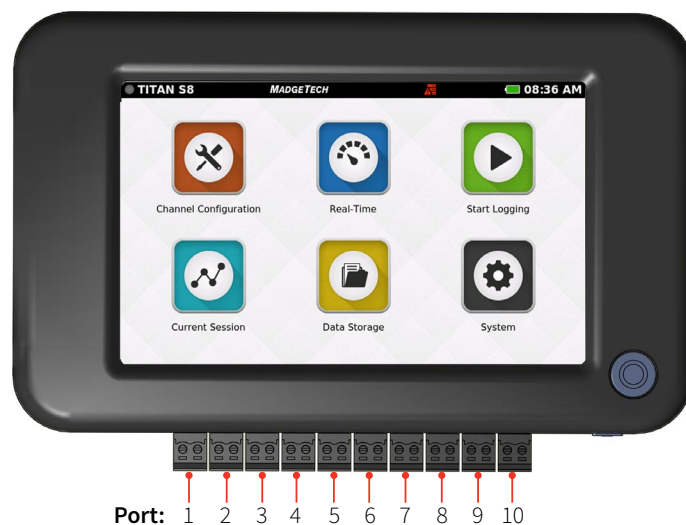 TITAN S8 MADGETECH 08:36 AM
Channel Configuration Real-Time Start Logging
Current Session Data Storage System
Port: 1 2 3 4 5 6 7 8 9 10